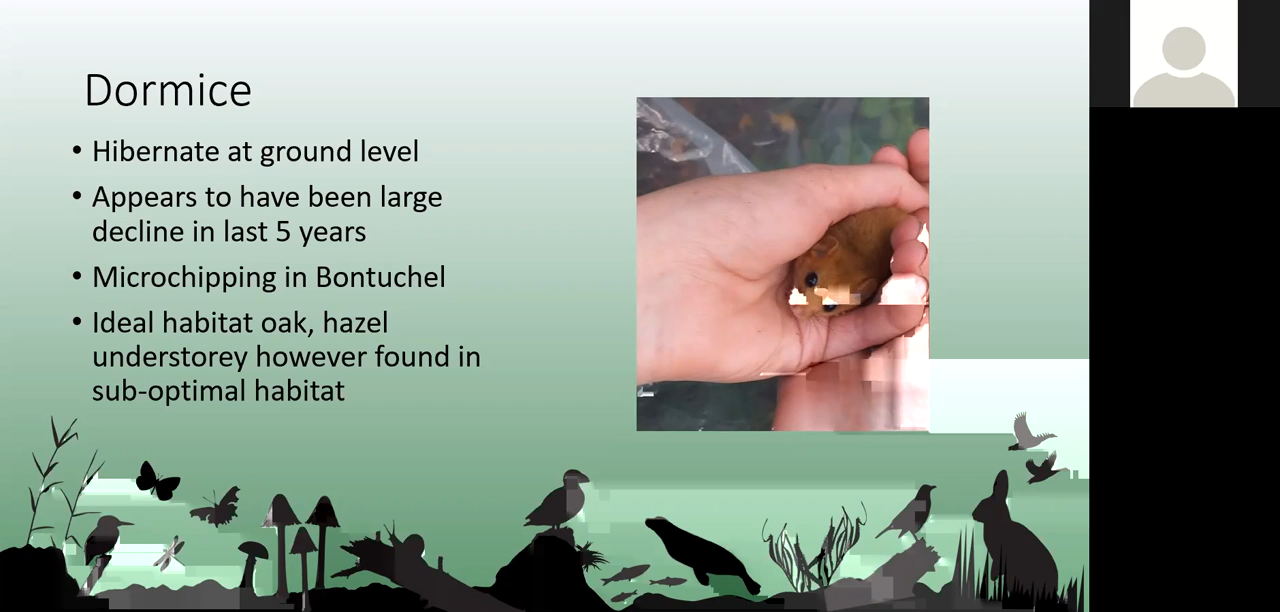 Dormice
• Hibernate at ground level
• Appears to have been large
decline in last 5 years
• Microchipping in Bontuchel
• Ideal habitat oak, hazel
understorey however found in
sub-optimal habitat